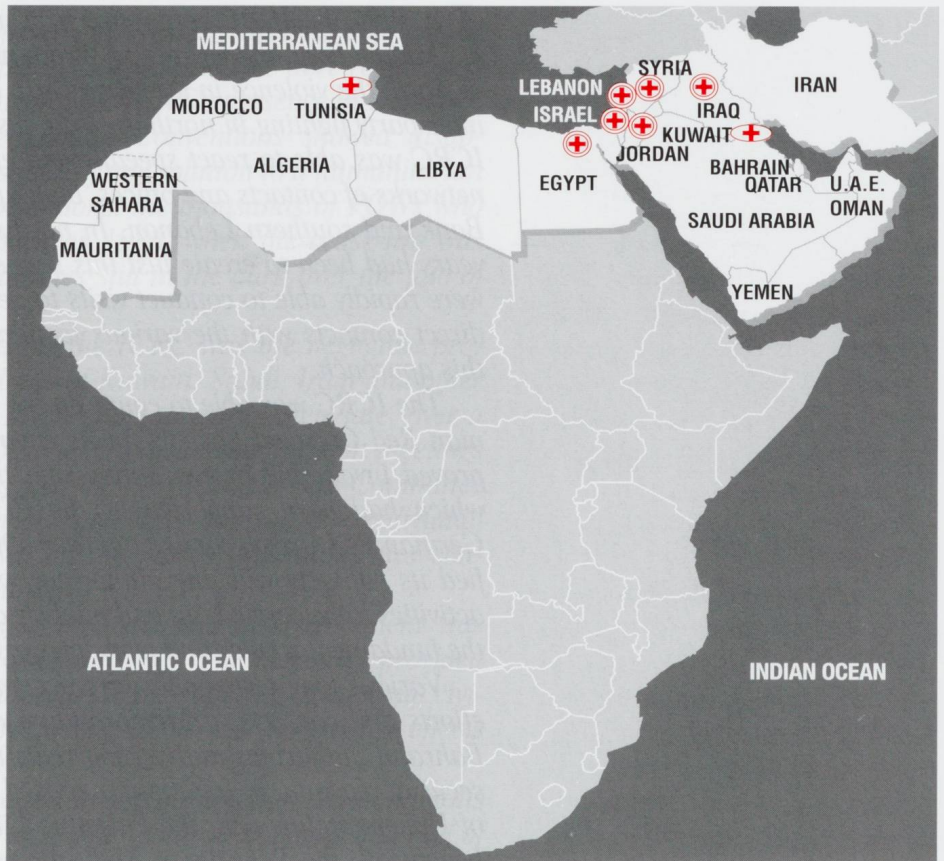 MEDITERRANEAN SEA
SYRIA
LEBANON
IRAN
MOROCCO
TUNISIA
ISRAEL
IRAQ
KUWAIT
JORDAN
ALGERIA
LIBYA
EGYPT
BAHRAIN
QATAR
U.A.E.
OMAN
WESTERN
SAHARA
SAUDI ARABIA
MAURITANIA
YEMEN
ATLANTIC OCEAN
INDIAN OCEAN